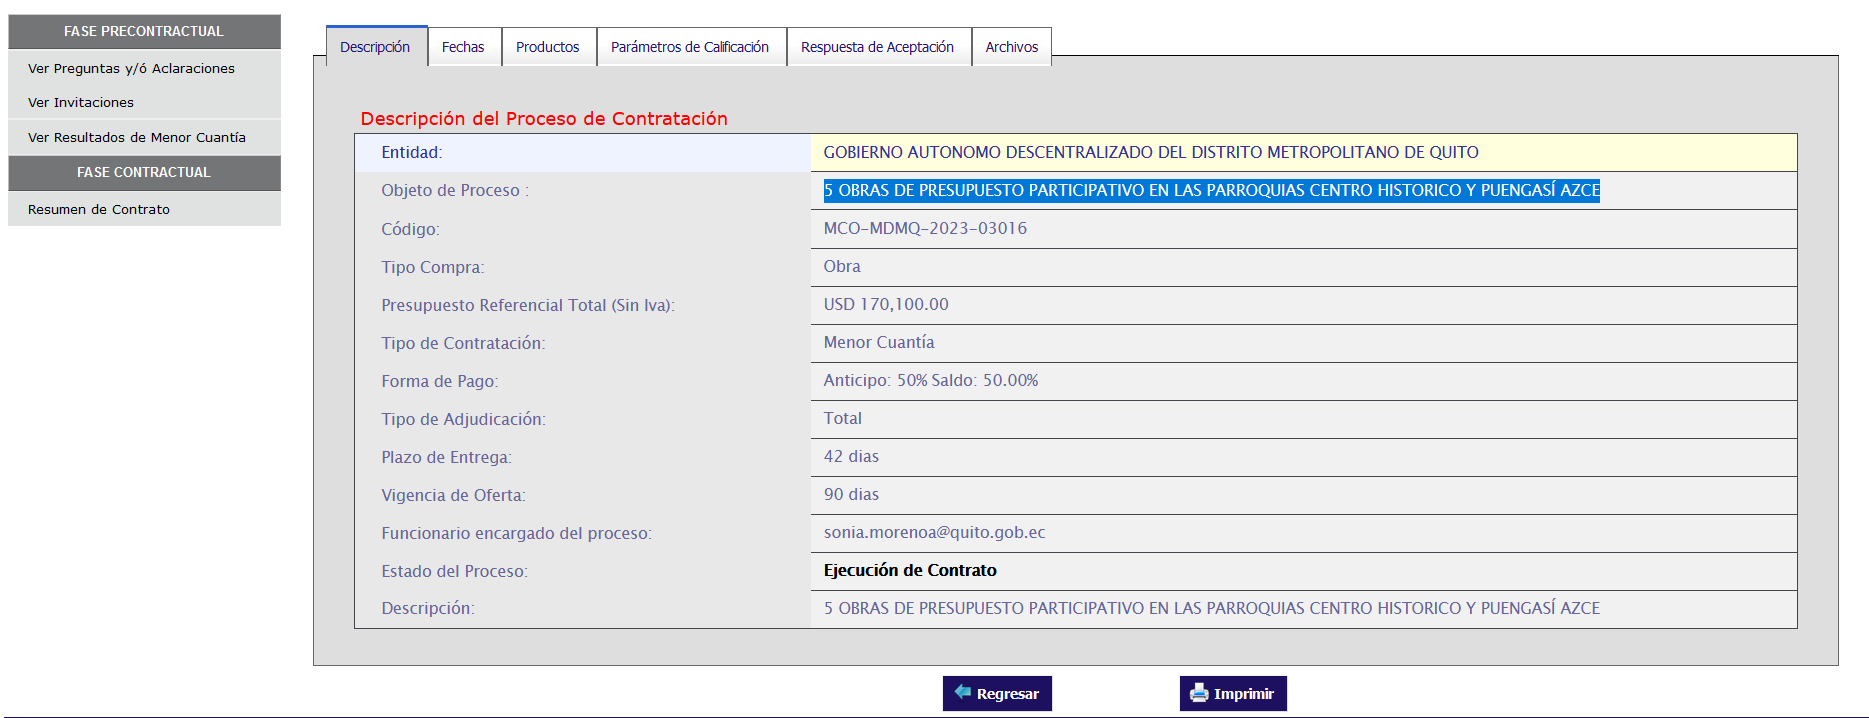 FASE PRECONTRACTUAL
Ver Preguntas y/ó Aclaraciones
Ver Invitaciones
Ver Resultados de Menor Cuantía
FASE CONTRACTUAL
Resumen de Contrato
Descripción Fechas Productos Parámetros de Calificación Respuesta de Aceptación Archivos
Descripción del Proceso de Contratación
Entidad: GOBIERNO AUTONOMO DESCENTRALIZADO DEL DISTRITO METROPOLITANO DE QUITO
Objeto de Proceso : 5 OBRAS DE PRESUPUESTO PARTICIPATIVO EN LAS PARROQUIAS CENTRO HISTORICO Y PUENGASÍ AZCE
Código: MCO-MDMQ-2023-03016
Tipo Compra: Obra
Presupuesto Referencial Total (Sin Iva): USD 170,100.00
Tipo de Contratación: Menor Cuantía
Forma de Pago: Anticipo: 50% Saldo: 50.00%
Tipo de Adjudicación: Total
Plazo de Entrega: 42 dias
Vigencia de Oferta: 90 dias
Funcionario encargado del proceso: sonia.morenoa@quito.gob.ec
Estado del Proceso: Ejecución de Contrato
Descripción: 5 OBRAS DE PRESUPUESTO PARTICIPATIVO EN LAS PARROQUIAS CENTRO HISTORICO Y PUENGASÍ AZCE
Regresar Imprimir